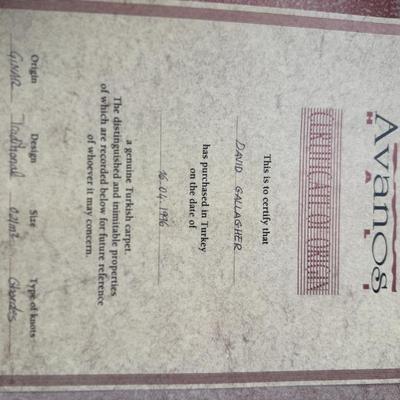 Avanos
HALI
CERTIFICATE OF ORIGIN
This is to certify that
DAVID GALLAGHER
has purchased in Turkey
on the date of
16.04.1996
a genuine Turkish carpet
The distinguished and inimitable properties
of which are recorded below for future reference
of whoever it may concern.
Origin Design Size Type of knots
Traditional Ghordes